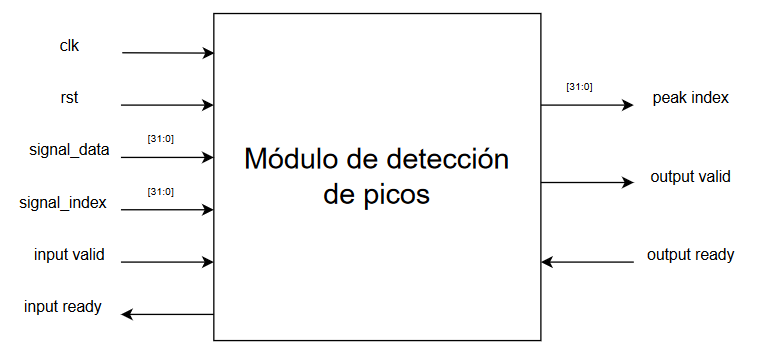 clk
rst
signal_data
[31:0]
signal_index
[31:0]
input valid
input ready
Módulo de detección
de picos
[31:0]
peak index
output valid
output ready